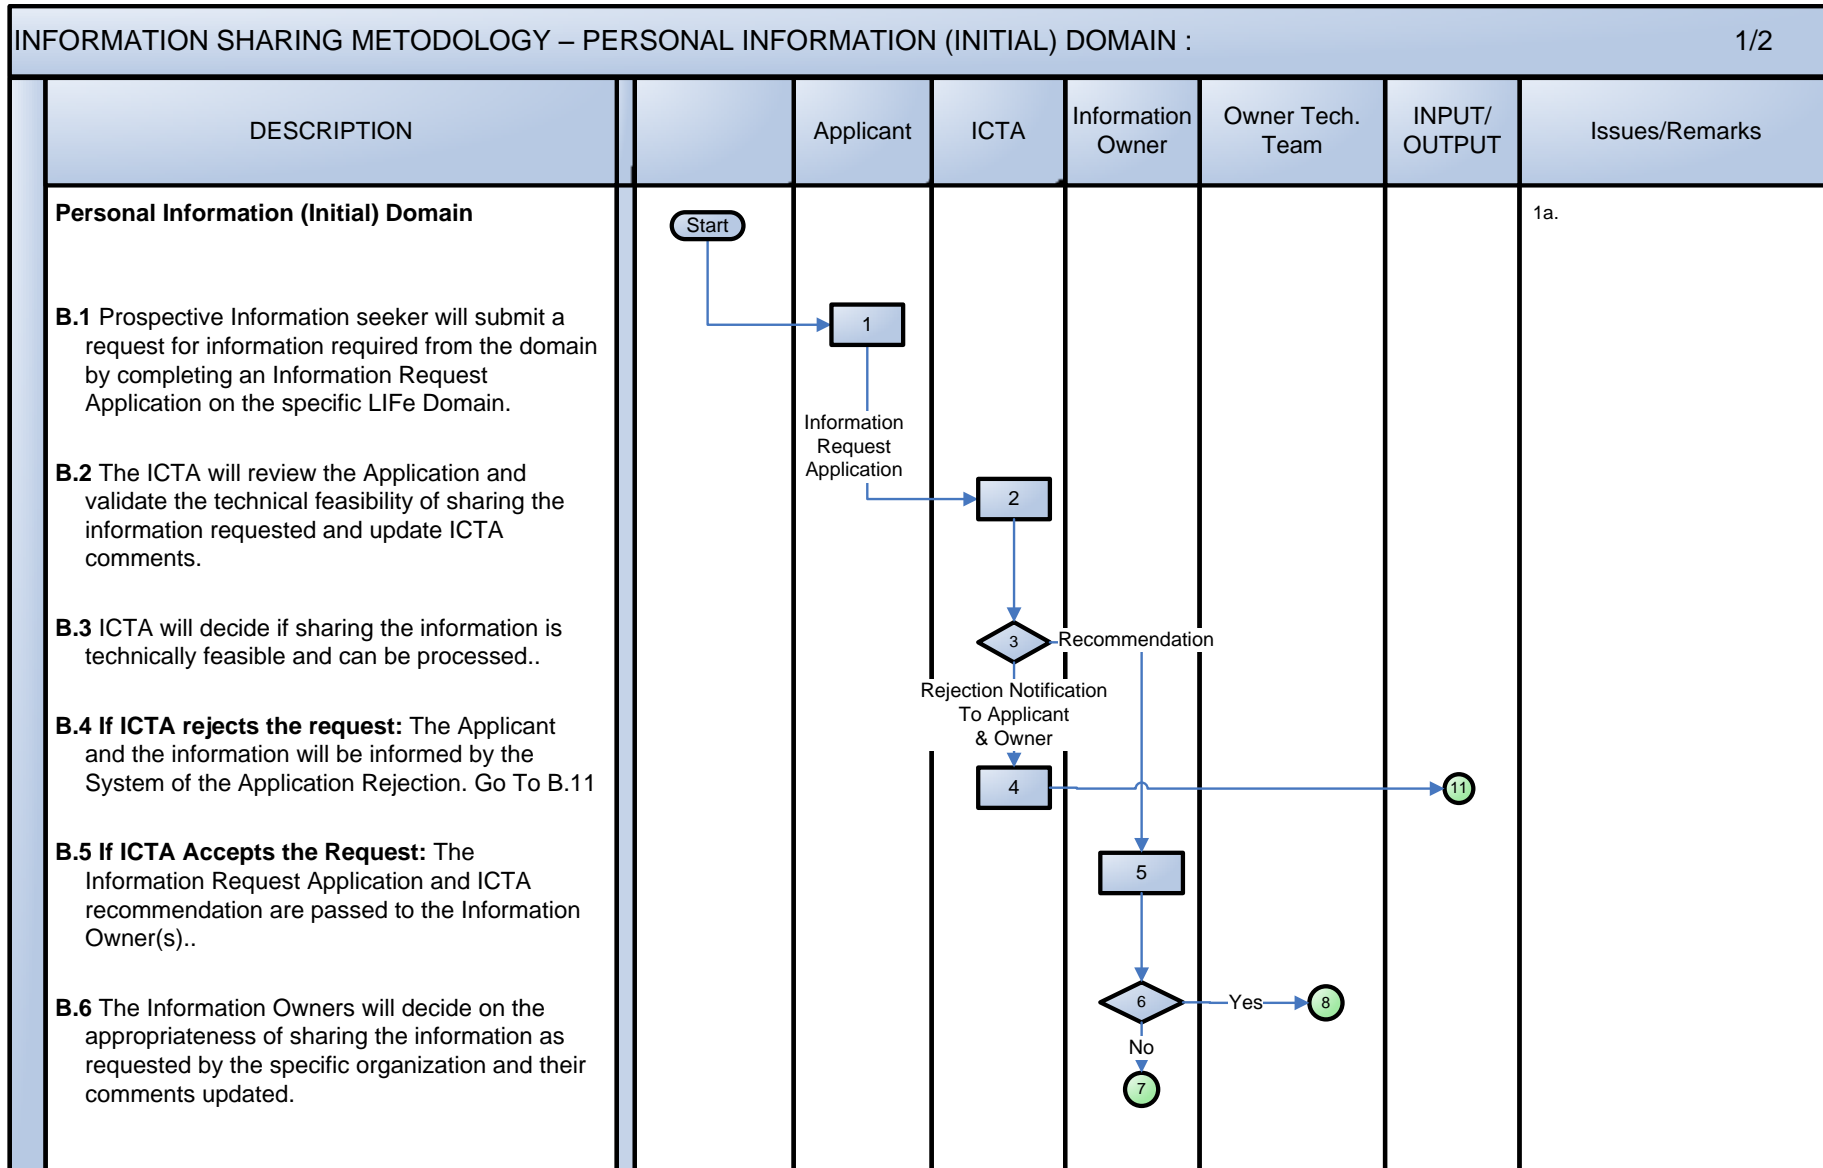 INFORMATION SHARING METODOLOGY – PERSONAL INFORMATION (INITIAL) DOMAIN : 1/2
DESCRIPTION
Applicant
ICTA
Information
Owner
Owner Tech.
Team
INPUT/
OUTPUT
Issues/Remarks
Personal Information (Initial) Domain
B.1 Prospective Information seeker will submit a
request for information required from the domain
by completing an Information Request
Application on the specific LIFe Domain.
B.2 The ICTA will review the Application and
validate the technical feasibility of sharing the
information requested and update ICTA
comments.
B.3 ICTA will decide if sharing the information is
technically feasible and can be processed..
B.4 If ICTA rejects the request: The Applicant
and the information will be informed by the
System of the Application Rejection. Go To B.11
B.5 If ICTA Accepts the Request: The
Information Request Application and ICTA
recommendation are passed to the Information
Owner(s)..
B.6 The Information Owners will decide on the
appropriateness of sharing the information as
requested by the specific organization and their
comments updated.
Start
1
Information
Request
Application
2
3
Recommendation
Rejection Notification
To Applicant
& Owner
4
11
5
6
Yes
8
No
7
1a.